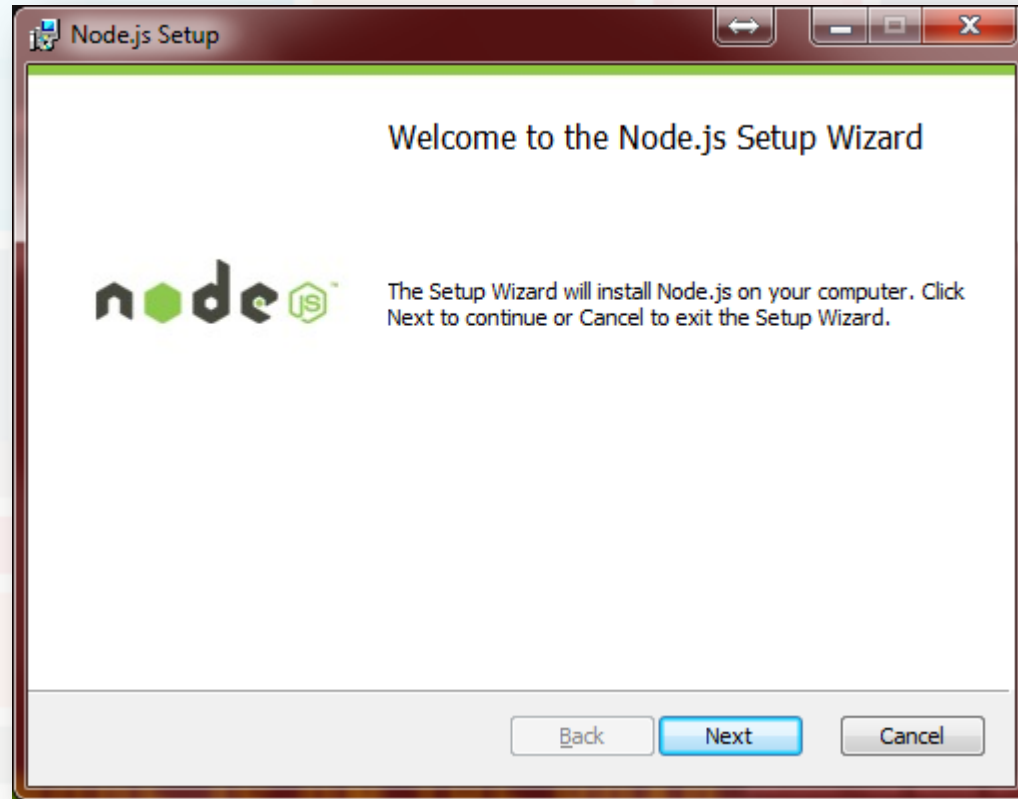 Node.js Setup
Welcome to the Node.js Setup Wizard
node JS™
The Setup Wizard will install Node.js on your computer. Click
Next to continue or Cancel to exit the Setup Wizard.
Back
Next
Cancel